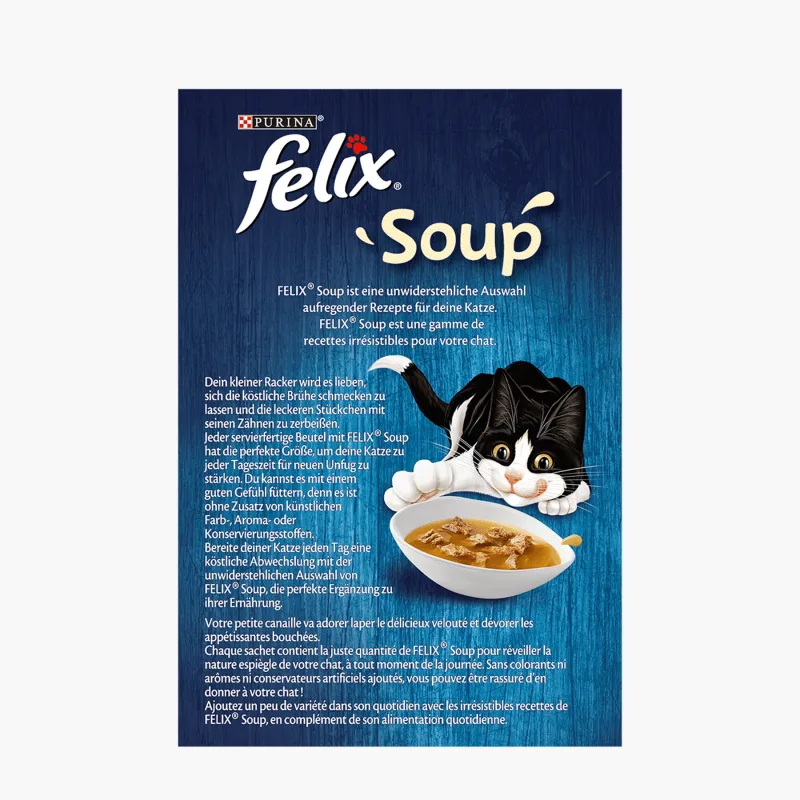 PURINA®
felix®
Soup
FELIX® Soup ist eine unwiderstehliche Auswahl
aufregender Rezepte für deine Katze.
FELIX® Soup est une gamme de
recettes irrésistibles pour votre chat.
Dein kleiner Racker wird es lieben,
sich die köstliche Brühe schmecken zu
lassen und die leckeren Stückchen mit
seinen Zähnen zu zerbeißen.
Jeder servierfertige Beutel mit FELIX® Soup
hat die perfekte Größe, um deine Katze zu
jeder Tageszeit für neuen Unfug zu
stärken. Du kannst es mit einem
guten Gefühl füttern, denn es ist
ohne Zusatz von künstlichen
Farb-, Aroma- oder
Konservierungsstoffen.
Bereite deiner Katze jeden Tag eine
köstliche Abwechslung mit der
unwiderstehlichen Auswahl von
FELIX® Soup, die perfekte Ergänzung zu
ihrer Ernährung.
Votre petite canaille va adorer laper le délicieux velouté et dévorer les
appétissantes bouchées.
Chaque sachet contient la juste quantité de FELIX® Soup pour réveiller la
nature espiègle de votre chat, à tout moment de la journée. Sans colorants ni
arômes ni conservateurs artificiels ajoutés, vous pouvez être rassuré d'en
donner à votre chat !
Ajoutez un peu de variété dans son quotidien avec les irrésistibles recettes de
FELIX® Soup, en complément de son alimentation quotidienne.